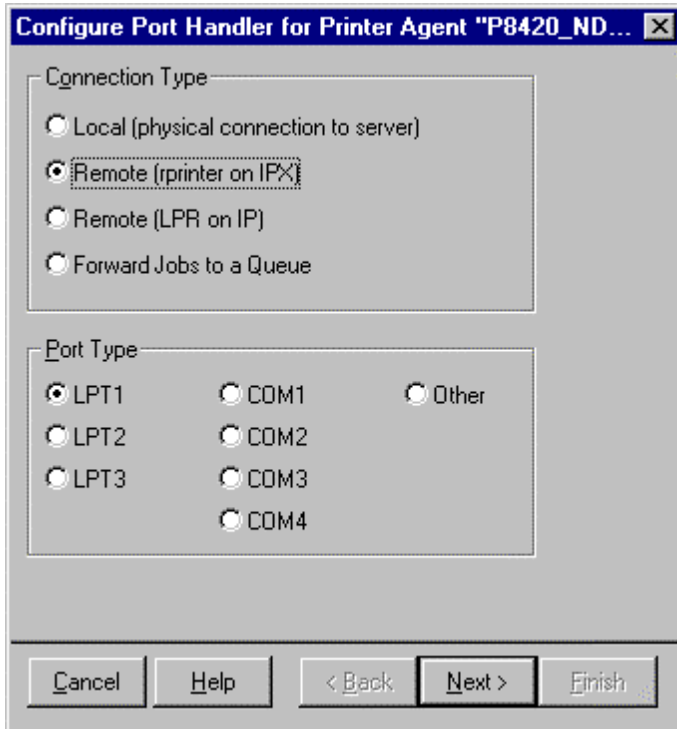 Configure Port Handler for Printer Agent "P8420_ND...
Connection Type
Local (physical connection to server)
Remote (rprinter on IPX)
Remote (LPR on IP)
Forward Jobs to a Queue
Port Type
LPT1 COM1 Other
LPT2 COM2
LPT3 COM3
COM4
Cancel Help < Back Next > Finish